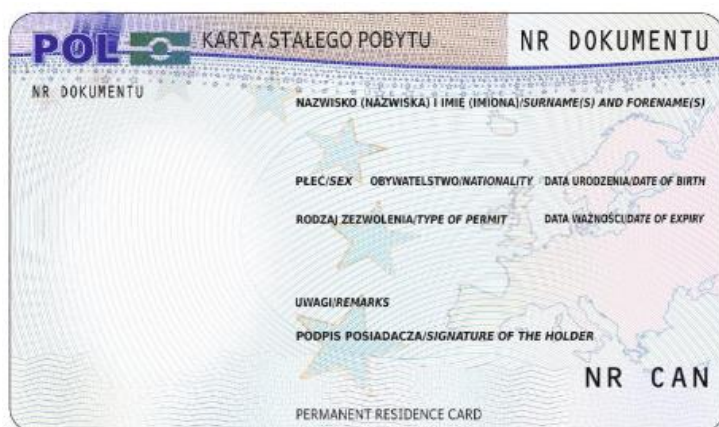 POL KARTA STAŁEGO POBYTU NR DOKUMENTU
NR DOKUMENTU
NAZWISKO (NAZWISKA) I IMIĘ (IMIONA)/SURNAME(S) AND FORENAME(S)
PŁEĆ/SEX OBYWATELSTWO/NATIONALITY DATA URODZENIA/DATE OF BIRTH
RODZAJ ZEZWOLENIA/TYPE OF PERMIT DATA WAŻNOŚCI/DATE OF EXPIRY
UWAGI/REMARKS
PODPIS POSIADACZA/SIGNATURE OF THE HOLDER
NR CAN
PERMANENT RESIDENCE CARD